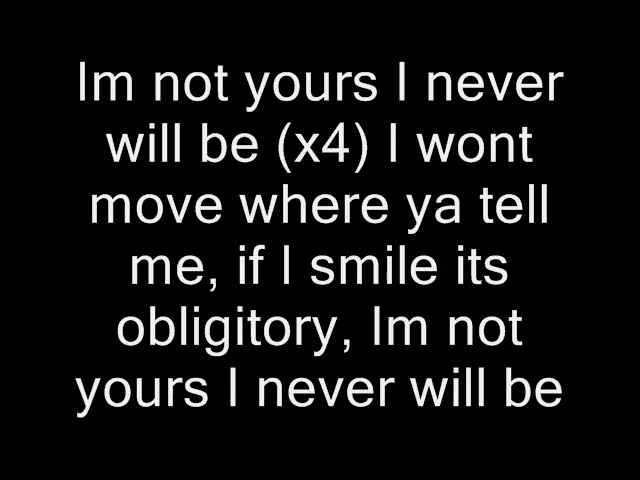 Im not yours I never
will be (x4) I wont
move where ya tell
me, if I smile its
obligitory, Im not
yours I never will be